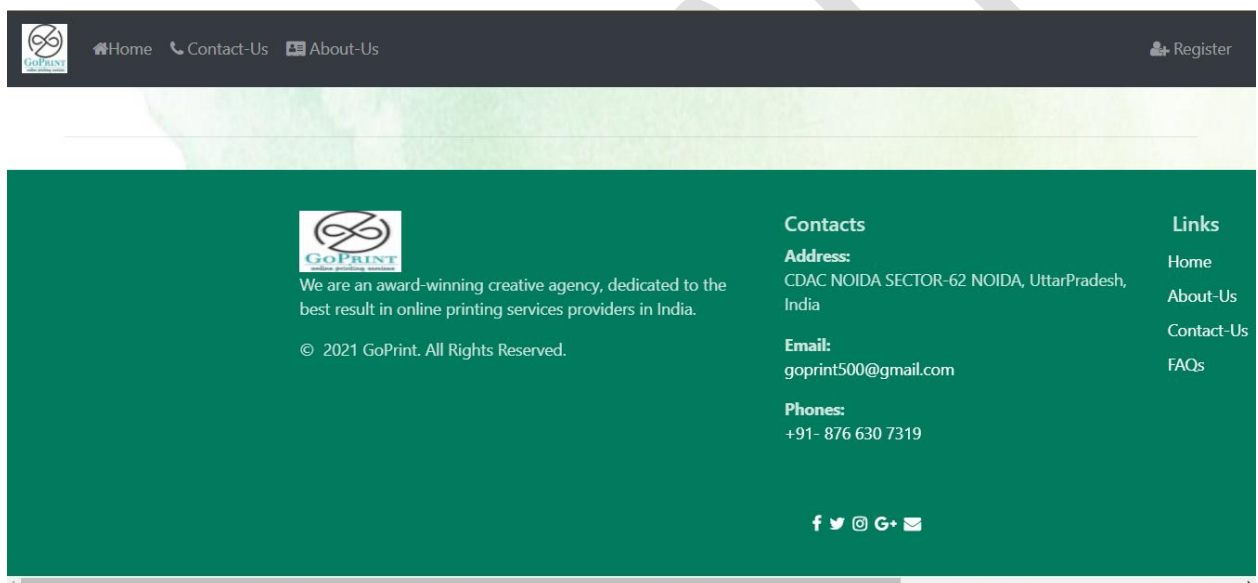 GOPRINT
Home Contact-Us About-Us Register
GOPRINT
online printing services
We are an award-winning creative agency, dedicated to the
best result in online printing services providers in India.
© 2021 GoPrint. All Rights Reserved.
Contacts
Address:
CDAC NOIDA SECTOR-62 NOIDA, UttarPradesh,
India
Email:
goprint500@gmail.com
Phones:
+91- 876 630 7319
Links
Home
About-Us
Contact-Us
FAQs